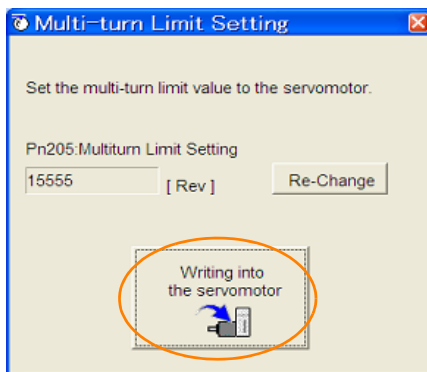 Multi-turn Limit Setting
Set the multi-turn limit value to the servomotor.
Pn205:Multiturn Limit Setting
15555 [ Rev ] Re-Change
Writing into
the servomotor